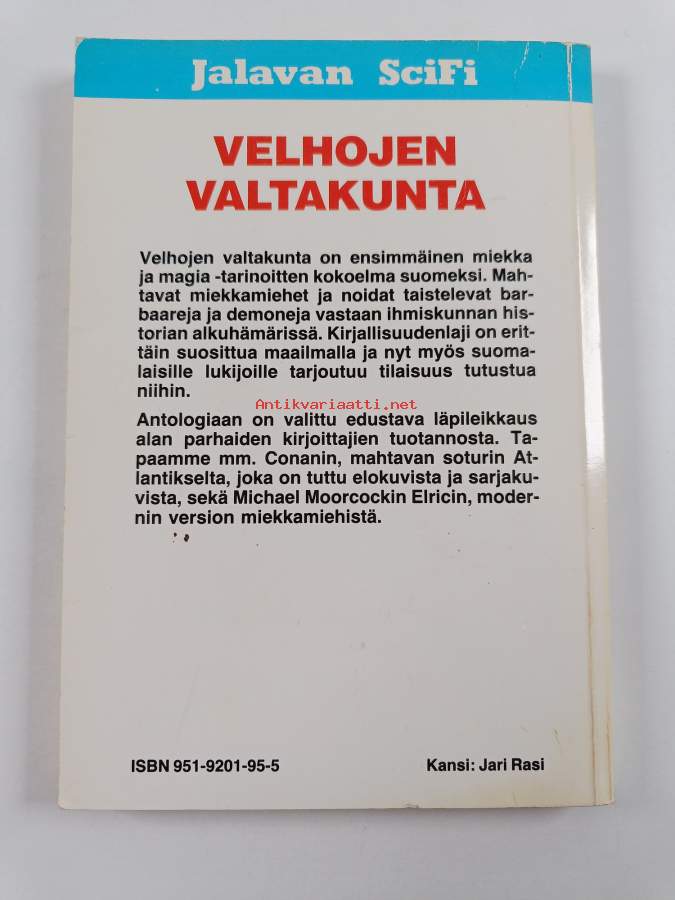 Jalavan SciFi
VELHOJEN
VALTAKUNTA
Velhojen valtakunta on ensimmäinen miekka
ja magia -tarinoitten kokoelma suomeksi. Mah-
tavat miekkamiehet ja noidat taistelevat bar-
baareja ja demoneja vastaan ihmiskunnan his-
torian alkuhämärissä. Kirjallisuudenlaji on erit-
täin suosittua maailmalla ja nyt myös suoma-
laisille lukijoille tarjoutuu tilaisuus tutustua
niihin.
Antikvariaatti.net
Antologiaan on valittu edustava läpileikkaus
alan parhaiden kirjoittajien tuotannosta. Ta-
paamme mm. Conanin, mahtavan soturin At-
lantikselta, joka on tuttu elokuvista ja sarjaku-
vista, sekä Michael Moorcockin Elricin, moder-
nin version miekkamiehistä.
ISBN 951-9201-95-5
Kansi: Jari Rasi